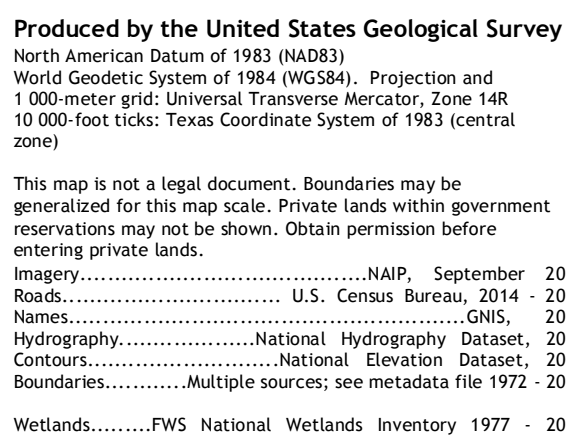 Produced by the United States Geological Survey
North American Datum of 1983 (NAD83)
World Geodetic System of 1984 (WGS84). Projection and
1 000-meter grid: Universal Transverse Mercator, Zone 14R
10 000-foot ticks: Texas Coordinate System of 1983 (central
zone)
This map is not a legal document. Boundaries may be
generalized for this map scale. Private lands within government
reservations may not be shown. Obtain permission before
entering private lands.
Imagery..........................................NAIP, September 20
Roads................................ U.S. Census Bureau, 2014 - 20
Names..........................................................GNIS, 20
Hydrography....................National Hydrography Dataset, 20
Contours............................National Elevation Dataset, 20
Boundaries............Multiple sources; see metadata file 1972 - 20
Wetlands.........FWS National Wetlands Inventory 1977 - 20